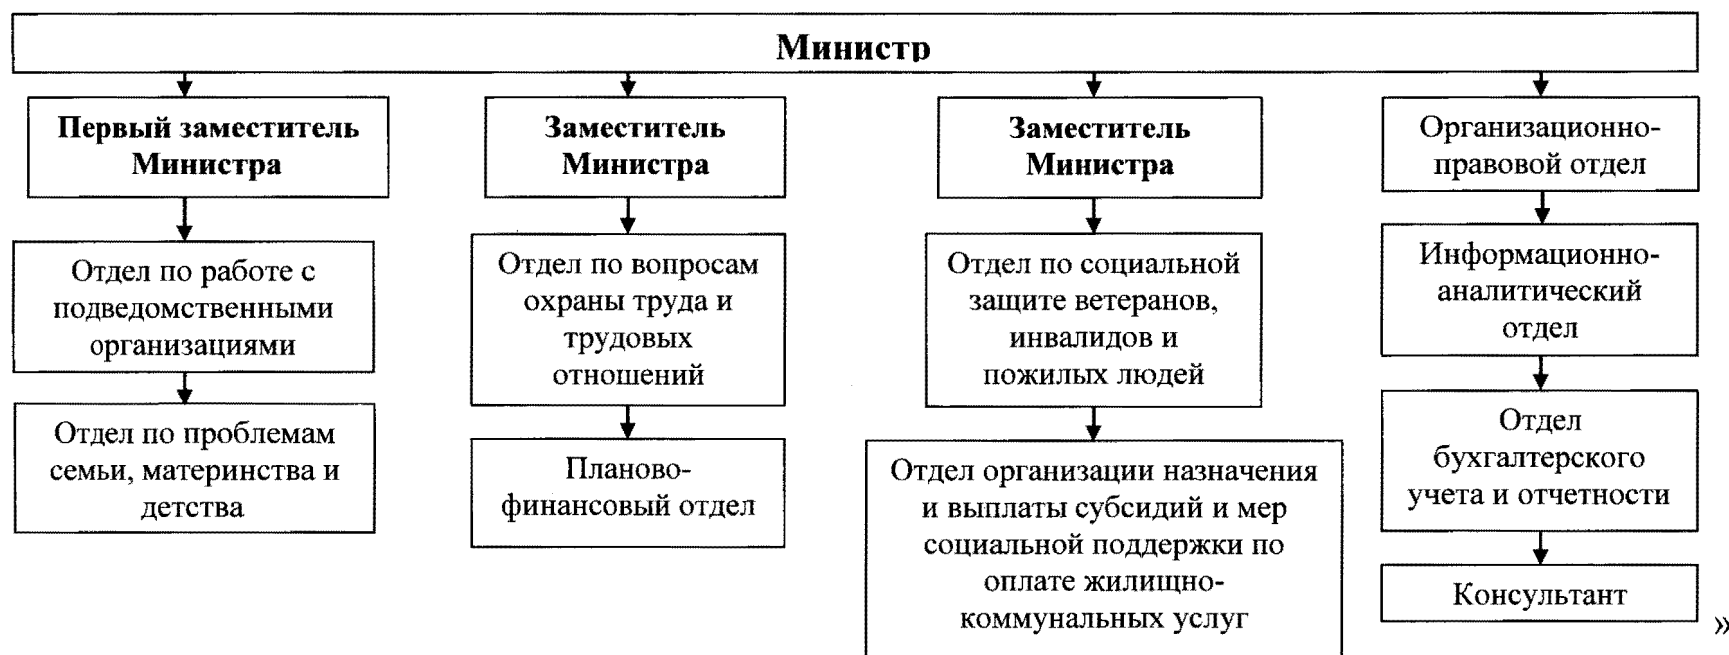 Министр
Первый заместитель
Министра
Отдел по работе с
подведомственными
организациями
Отдел по проблемам
семьи, материнства и
детства
Заместитель
Министра
Отдел по вопросам
охраны труда и
трудовых
отношений
Планово-
финансовый отдел
Заместитель
Министра
Отдел по социальной
защите ветеранов,
инвалидов и
пожилых людей
Отдел организации назначения
и выплаты субсидий и мер
социальной поддержки по
оплате жилищно-
коммунальных услуг
Организационно-
правовой отдел
Информационно-
аналитический
отдел
Отдел
бухгалтерского
учета и отчетности
Консультант
»